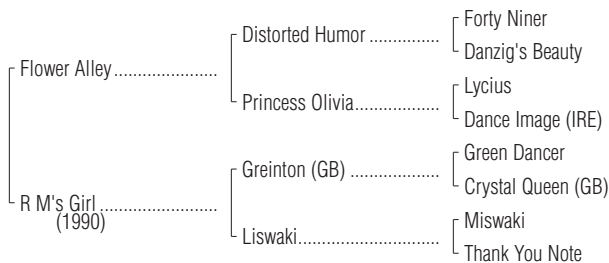 Forty Niner
Distorted Humor ...............
Danzig's Beauty
Flower Alley......................
Lycius
Princess Olivia..................
Dance Image (IRE)
Green Dancer
Greinton (GB) ...................
Crystal Queen (GB)
R M's Girl.........................
(1990)
Miswaki
Liswaki..............................
Thank You Note